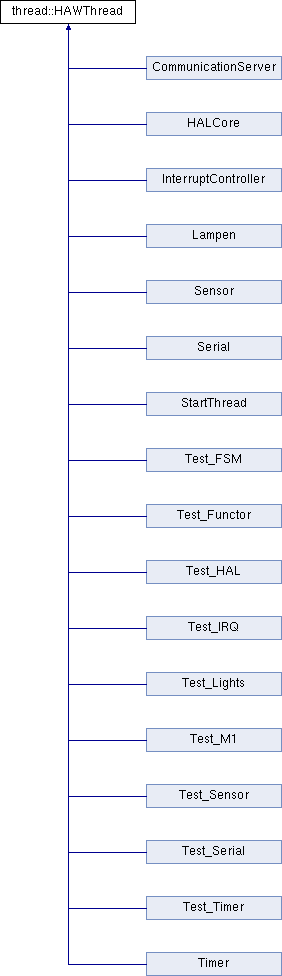 thread::HAWThread
CommunicationServer
HALCore
InterruptController
Lampen
Sensor
Serial
StartThread
Test_FSM
Test_Functor
Test_HAL
Test_IRQ
Test_Lights
Test_M1
Test_Sensor
Test_Serial
Test_Timer
Timer